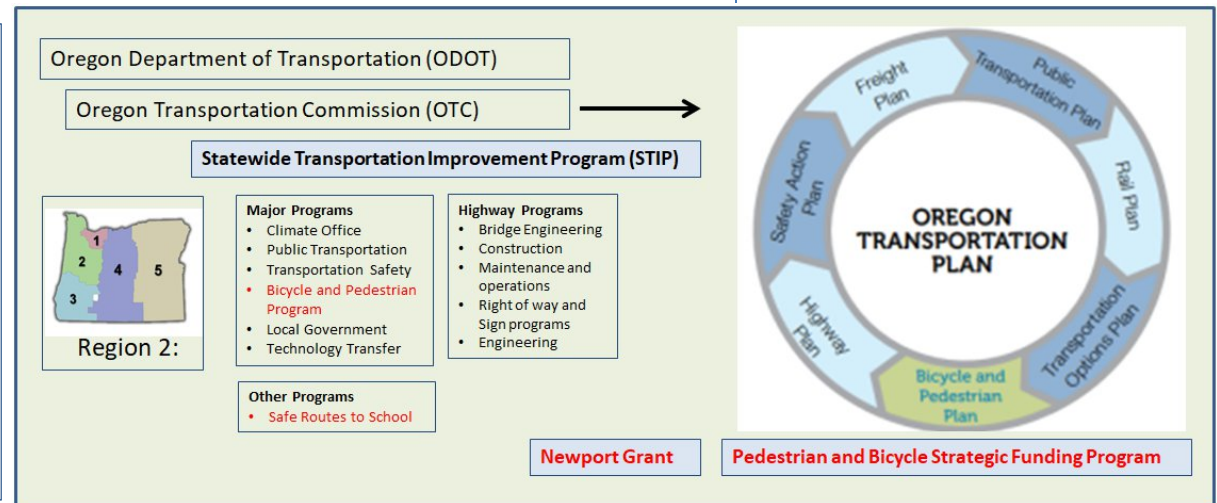 Oregon Department of Transportation (ODOT)
Oregon Transportation Commission (OTC)
Statewide Transportation Improvement Program (STIP)
1
2
3
4
5
Region 2:
Major Programs
• Climate Office
• Public Transportation
• Transportation Safety
• Bicycle and Pedestrian
Program
• Local Government
• Technology Transfer
Highway Programs
• Bridge Engineering
• Construction
• Maintenance and
operations
• Right of way and
Sign programs
• Engineering
Other Programs
• Safe Routes to School
OREGON
TRANSPORTATION
PLAN
Public
Transportation Plan
Rail Plan
Transportation
Options Plan
Bicycle and
Pedestrian
Plan
Highway
Plan
Safety Action
Plan
Freight
Plan
Newport Grant
Pedestrian and Bicycle Strategic Funding Program